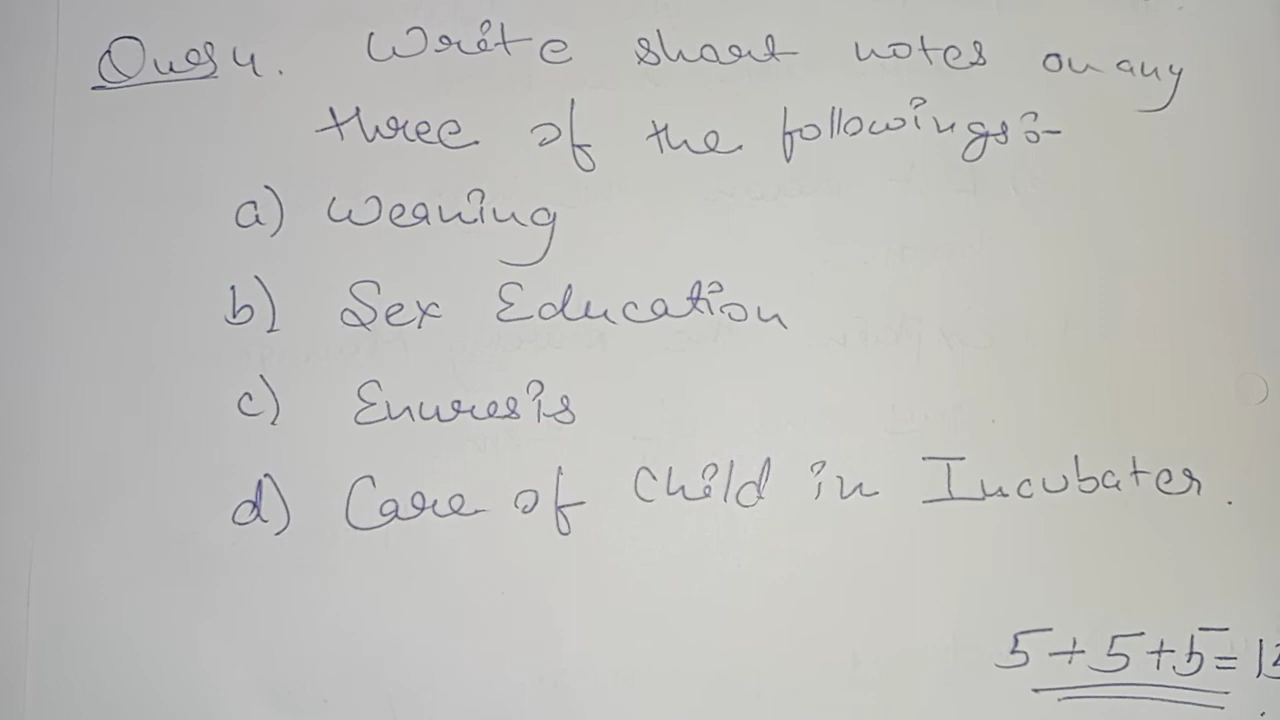 Ques 4. Write short notes on any
three of the followings:-
a) Weaning
b) Sex Education
c) Enuresis
d) Care of Child in Incubater.
5+5+5=